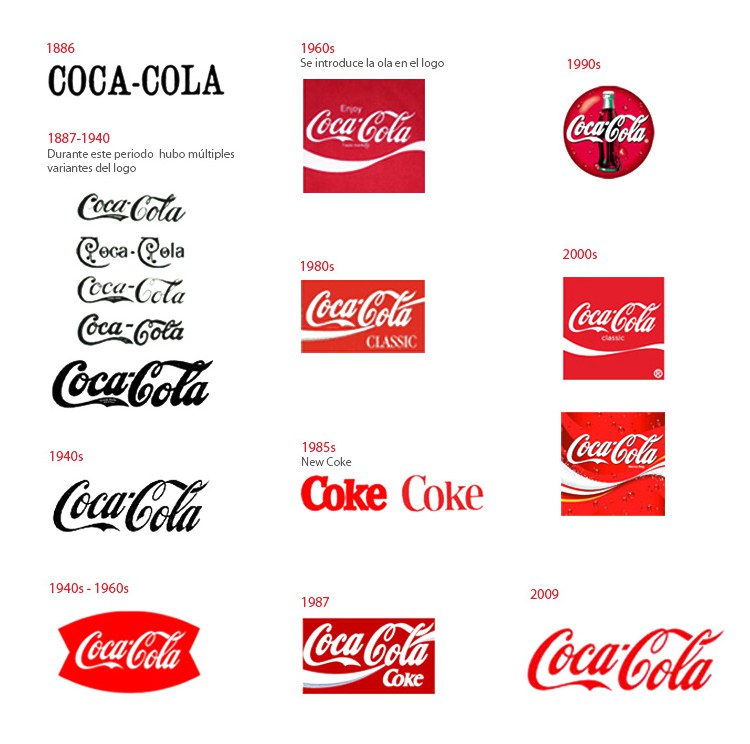 1886
COCA-COLA
1887-1940
Durante este periodo hubo múltiples
variantes del logo
Coca-Cola
Coca-Cola
Coca-Cola
Coca-Cola
Coca-Cola
1940s
Coca-Cola
1940s - 1960s
Coca-Cola
1960s
Se introduce la ola en el logo
Enjoy
Coca-Cola
1980s
Coca-Cola
CLASSIC
1985s
New Coke
Coke Coke
1987
Coca-Cola
Coke
1990s
Coca-Cola
2000s
Coca-Cola
classic
®
Coca-Cola
2009
Coca-Cola